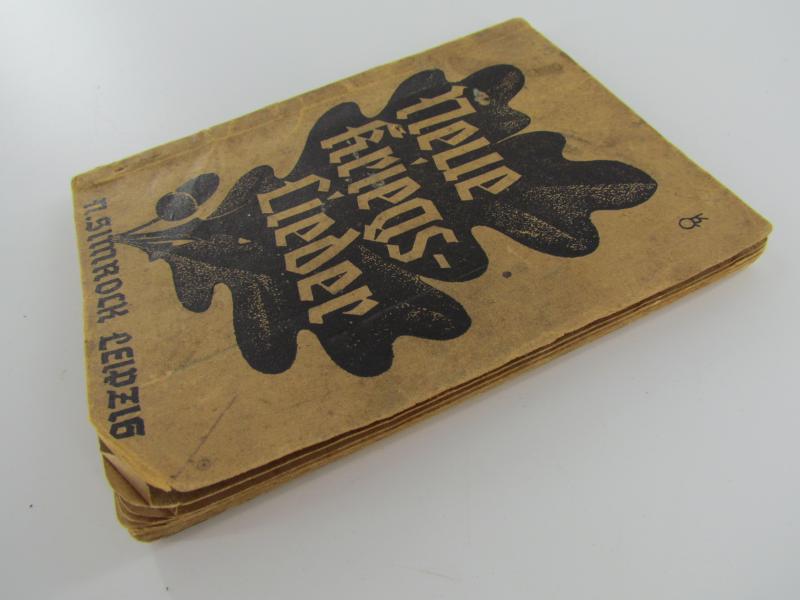 Neue
Kriegs-
Lieder
N. SIMROCK LEIPZIG